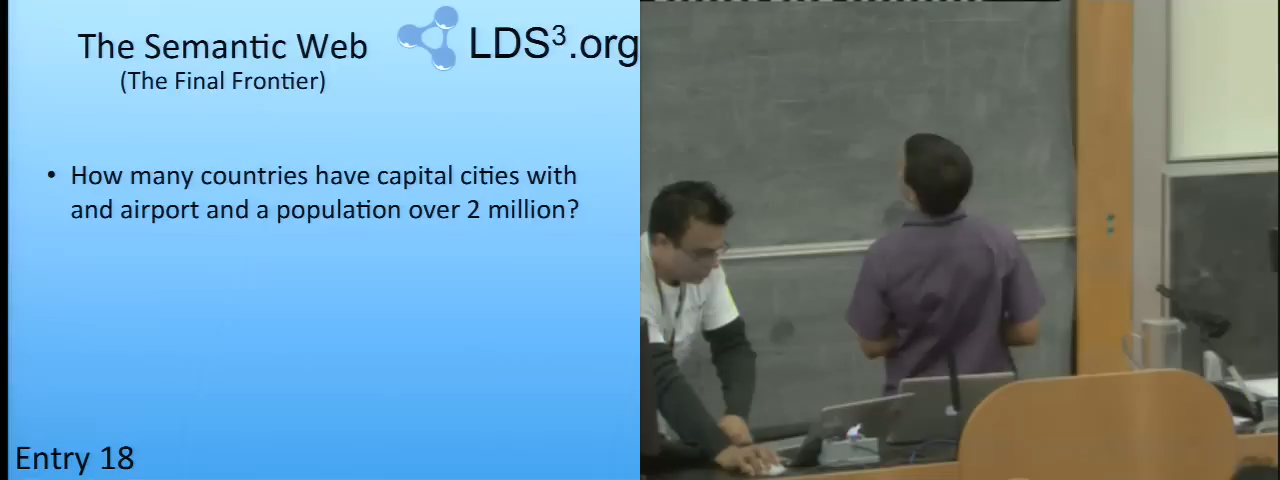 The Semantic Web
(The Final Frontier)
LDS³.org
• How many countries have capital cities with
and airport and a population over 2 million?
Entry 18